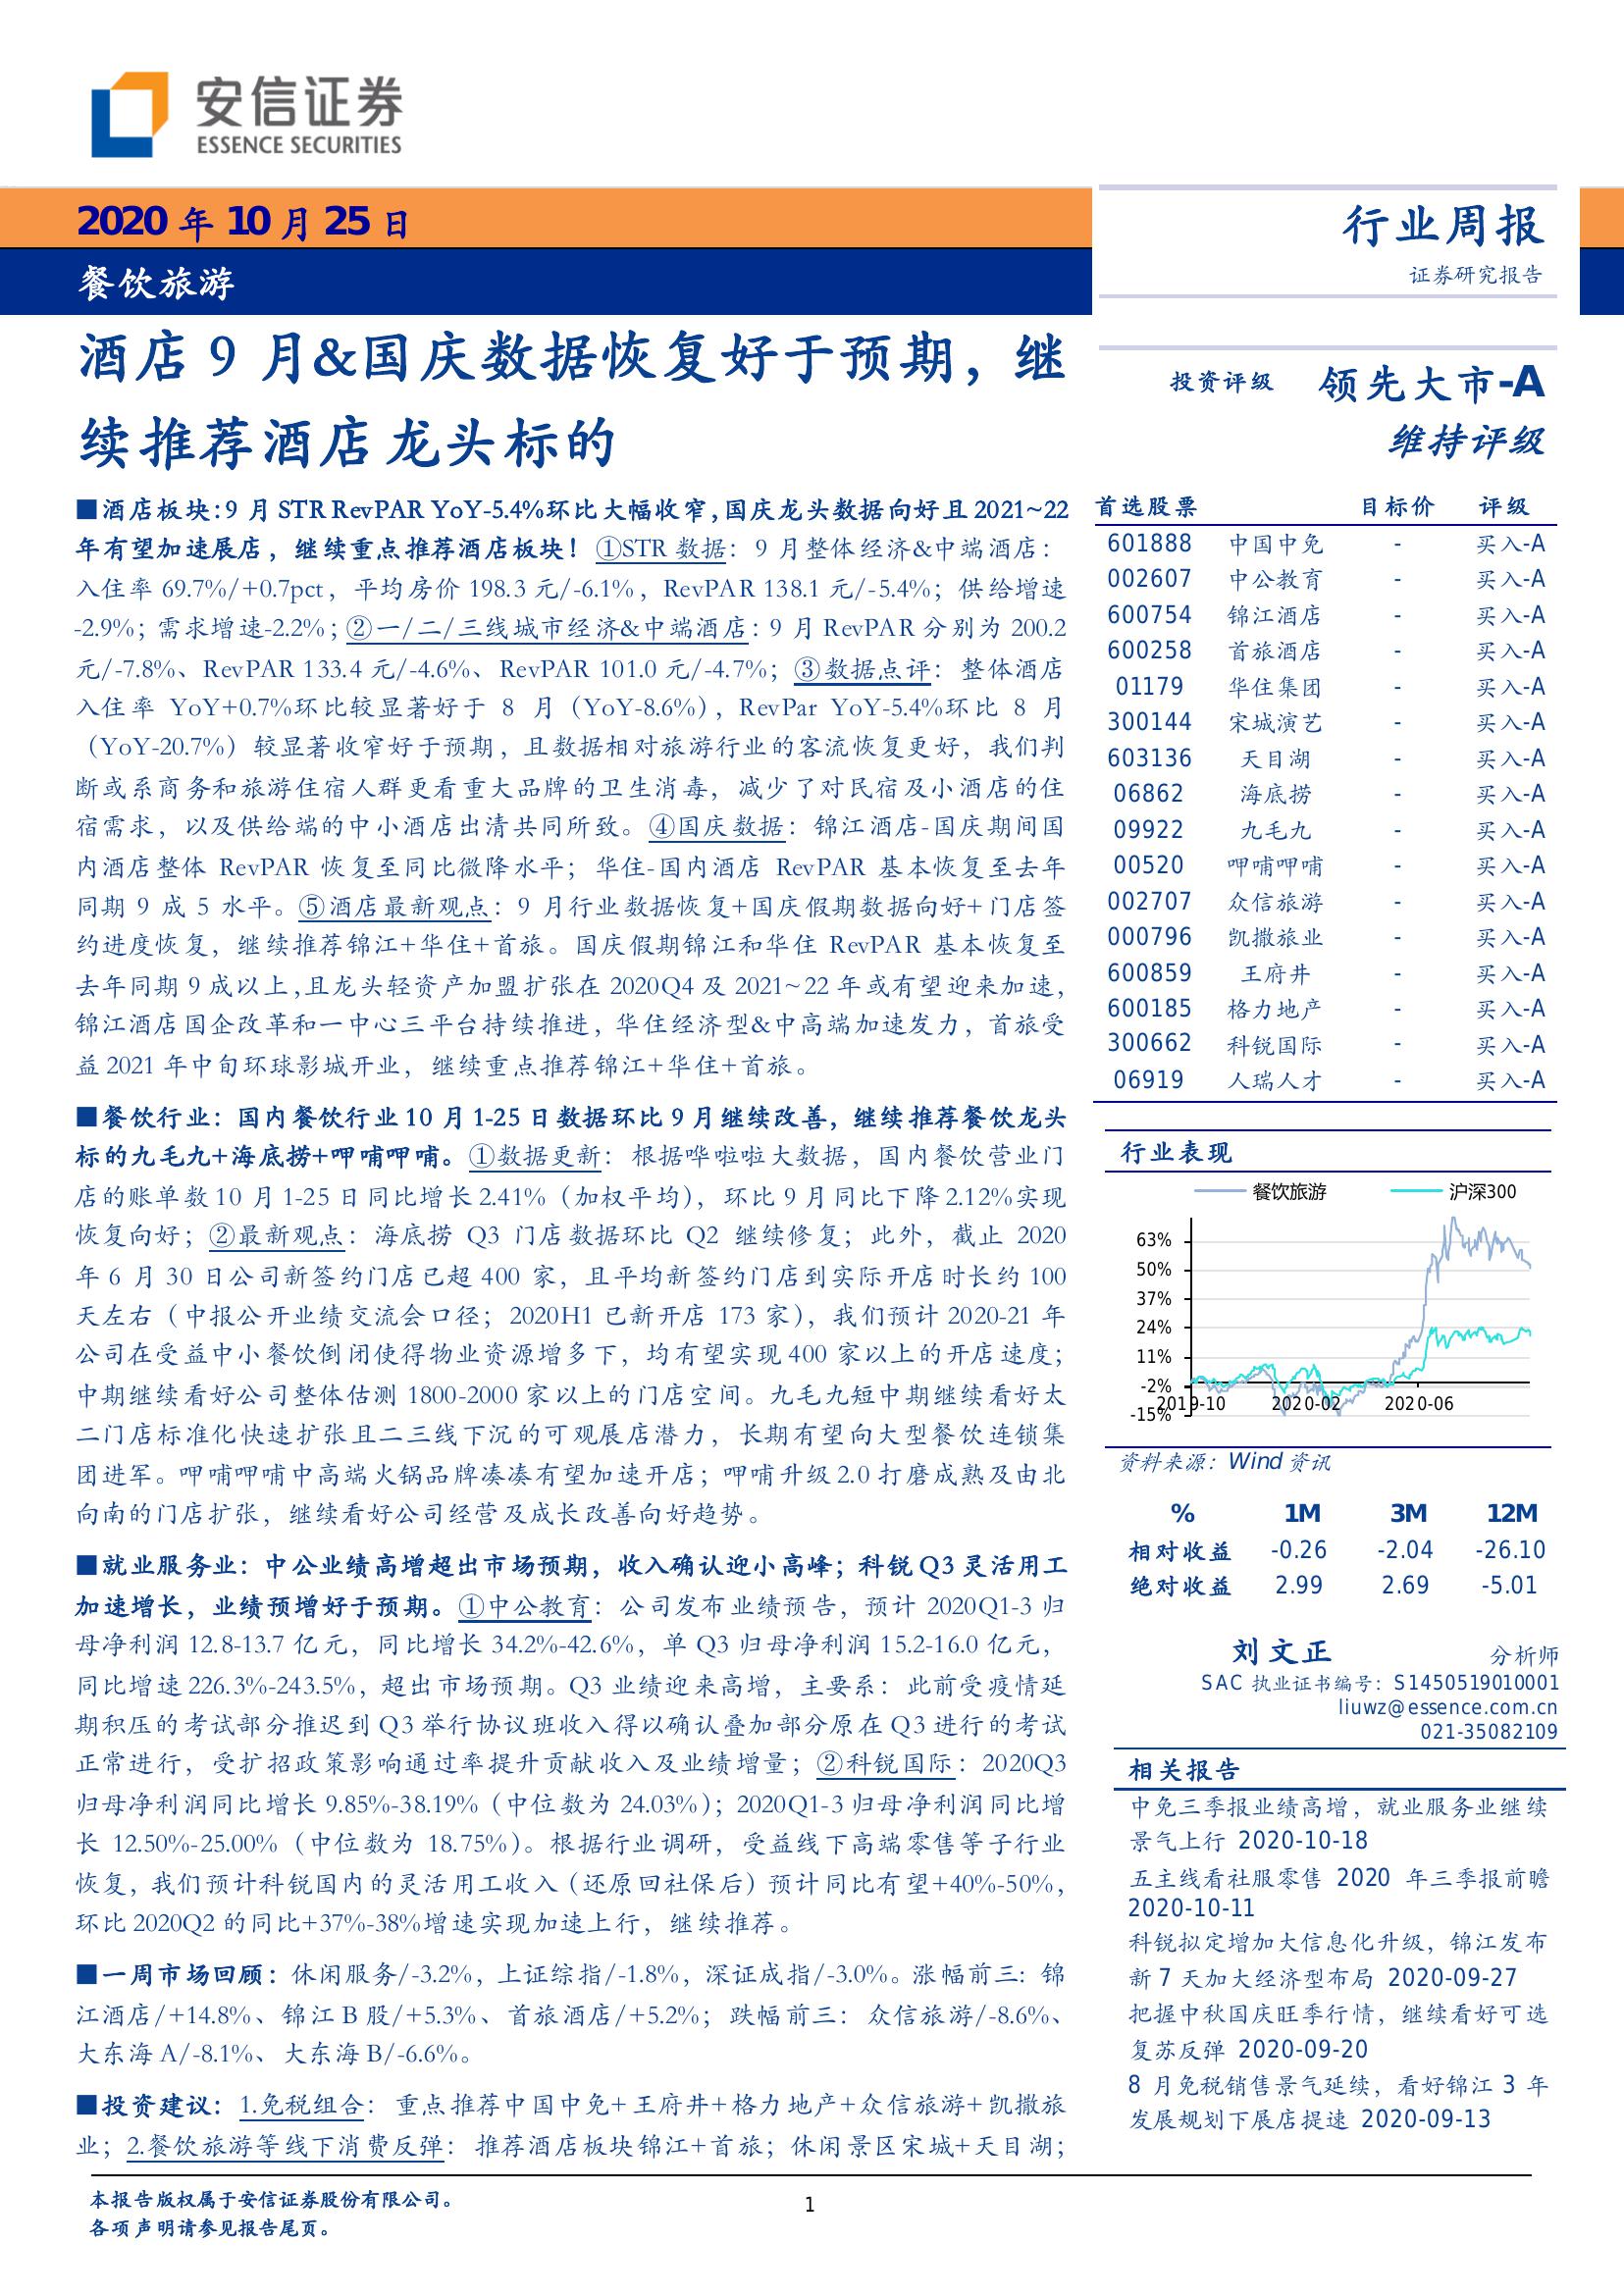 安信证券
ESSENCE SECURITIES
2020 年 10 月 25 日
餐饮旅游
行业周报
证券研究报告
酒店 9 月&国庆数据恢复好于预期，继
续推荐酒店龙头标的
■酒店板块:9 月 STR RevPAR YoY-5.4%环比大幅收窄,国庆龙头数据向好且 2021~22
年有望加速展店，继续重点推荐酒店板块！①STR 数据：9 月整体经济&中端酒店：
入住率 69.7%/+0.7pct，平均房价 198.3 元/-6.1%，RevPAR 138.1 元/-5.4%；供给增速
-2.9%；需求增速-2.2%；②一/二/三线城市经济&中端酒店：9 月 RevPAR 分别为 200.2
元/-7.8%、RevPAR 133.4 元/-4.6%、RevPAR 101.0 元/-4.7%；③数据点评：整体酒店
入住率 YoY+0.7%环比较显著好于 8 月（YoY-8.6%），RevPar YoY-5.4%环比 8 月
（YoY-20.7%）较显著收窄好于预期，且数据相对旅游行业的客流恢复更好，我们判
断或系商务和旅游住宿人群更看重大品牌的卫生消毒，减少了对民宿及小酒店的住
宿需求，以及供给端的中小酒店出清共同所致。④国庆数据：锦江酒店-国庆期间国
内酒店整体 RevPAR 恢复至同比微降水平；华住-国内酒店 RevPAR 基本恢复至去年
同期 9 成 5 水平。⑤酒店最新观点：9 月行业数据恢复+国庆假期数据向好+门店签
约进度恢复，继续推荐锦江+华住+首旅。国庆假期锦江和华住 RevPAR 基本恢复至
去年同期 9 成以上,且龙头轻资产加盟扩张在 2020Q4 及 2021~22 年或有望迎来加速，
锦江酒店国企改革和一中心三平台持续推进，华住经济型&中高端加速发力，首旅受
益 2021 年中旬环球影城开业，继续重点推荐锦江+华住+首旅。
■餐饮行业：国内餐饮行业 10 月 1-25 日数据环比 9 月继续改善，继续推荐餐饮龙头
标的九毛九+海底捞+呷哺呷哺。①数据更新：根据哗啦啦大数据，国内餐饮营业门
店的账单数 10 月 1-25 日同比增长 2.41%（加权平均），环比 9 月同比下降 2.12%实现
恢复向好；②最新观点：海底捞 Q3 门店数据环比 Q2 继续修复；此外，截止 2020
年 6 月 30 日公司新签约门店已超 400 家，且平均新签约门店到实际开店时长约 100
天左右（中报公开业绩交流会口径；2020H1 已新开店 173 家），我们预计 2020-21 年
公司在受益中小餐饮倒闭使得物业资源增多下，均有望实现 400 家以上的开店速度；
中期继续看好公司整体估测 1800-2000 家以上的门店空间。九毛九短中期继续看好太
二门店标准化快速扩张且二三线下沉的可观展店潜力，长期有望向大型餐饮连锁集
团进军。呷哺呷哺中高端火锅品牌凑凑有望加速开店；呷哺升级 2.0 打磨成熟及由北
向南的门店扩张，继续看好公司经营及成长改善向好趋势。
■就业服务业：中公业绩高增超出市场预期，收入确认迎小高峰；科锐 Q3 灵活用工
加速增长，业绩预增好于预期。①中公教育：公司发布业绩预告，预计 2020Q1-3 归
母净利润 12.8-13.7 亿元，同比增长 34.2%-42.6%，单 Q3 归母净利润 15.2-16.0 亿元，
同比增速 226.3%-243.5%，超出市场预期。Q3 业绩迎来高增，主要系：此前受疫情延
期积压的考试部分推迟到 Q3 举行协议班收入得以确认叠加部分原在 Q3 进行的考试
正常进行，受扩招政策影响通过率提升贡献收入及业绩增量；②科锐国际：2020Q3
归母净利润同比增长 9.85%-38.19%（中位数为 24.03%）；2020Q1-3 归母净利润同比增
长 12.50%-25.00%（中位数为 18.75%）。根据行业调研，受益线下高端零售等子行业
恢复，我们预计科锐国内的灵活用工收入（还原回社保后）预计同比有望+40%-50%，
环比 2020Q2 的同比+37%-38%增速实现加速上行，继续推荐。
■一周市场回顾：休闲服务/-3.2%，上证综指/-1.8%，深证成指/-3.0%。涨幅前三：锦
江酒店/+14.8%、锦江 B 股/+5.3%、首旅酒店/+5.2%；跌幅前三：众信旅游/-8.6%、
大东海 A/-8.1%、大东海 B/-6.6%。
■投资建议：1.免税组合：重点推荐中国中免+王府井+格力地产+众信旅游+凯撒旅
业；2.餐饮旅游等线下消费反弹：推荐酒店板块锦江+首旅；休闲景区宋城+天目湖；
投资评级 领先大市-A
维持评级
首选股票 目标价 评级
601888 中国中免 - 买入-A
002607 中公教育 - 买入-A
600754 锦江酒店 - 买入-A
600258 首旅酒店 - 买入-A
01179 华住集团 - 买入-A
300144 宋城演艺 - 买入-A
603136 天目湖 - 买入-A
06862 海底捞 - 买入-A
09922 九毛九 - 买入-A
00520 呷哺呷哺 - 买入-A
002707 众信旅游 - 买入-A
000796 凯撒旅业 - 买入-A
600859 王府井 - 买入-A
600185 格力地产 - 买入-A
300662 科锐国际 - 买入-A
06919 人瑞人才 - 买入-A
行业表现
餐饮旅游 沪深300
63%
50%
37%
24%
11%
-2%
2019-10 2020-02 2020-06
-15%
资料来源：Wind 资讯
% 1M 3M 12M
相对收益 -0.26 -2.04 -26.10
绝对收益 2.99 2.69 -5.01
刘文正 分析师
SAC 执业证书编号：S1450519010001
liuwz@essence.com.cn
021-35082109
相关报告
中免三季报业绩高增，就业服务业继续
景气上行 2020-10-18
五主线看社服零售 2020 年三季报前瞻
2020-10-11
科锐拟定增加大信息化升级，锦江发布
新 7 天加大经济型布局 2020-09-27
把握中秋国庆旺季行情，继续看好可选
复苏反弹 2020-09-20
8 月免税销售景气延续，看好锦江 3 年
发展规划下展店提速 2020-09-13
本报告版权属于安信证券股份有限公司。
各项声明请参见报告尾页。
1